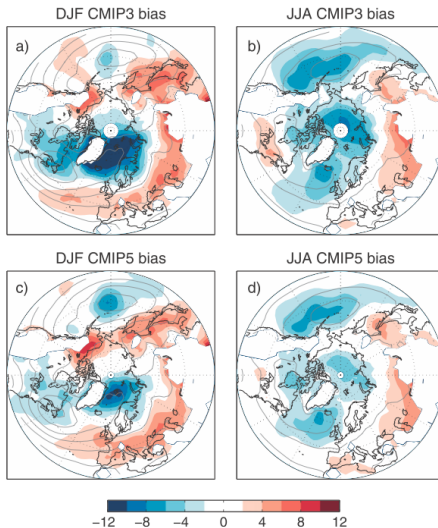 DJF CMIP3 bias
JJA CMIP3 bias
a)
b)
DJF CMIP5 bias
JJA CMIP5 bias
c)
d)
−12 −8 −4 0 4 8 12